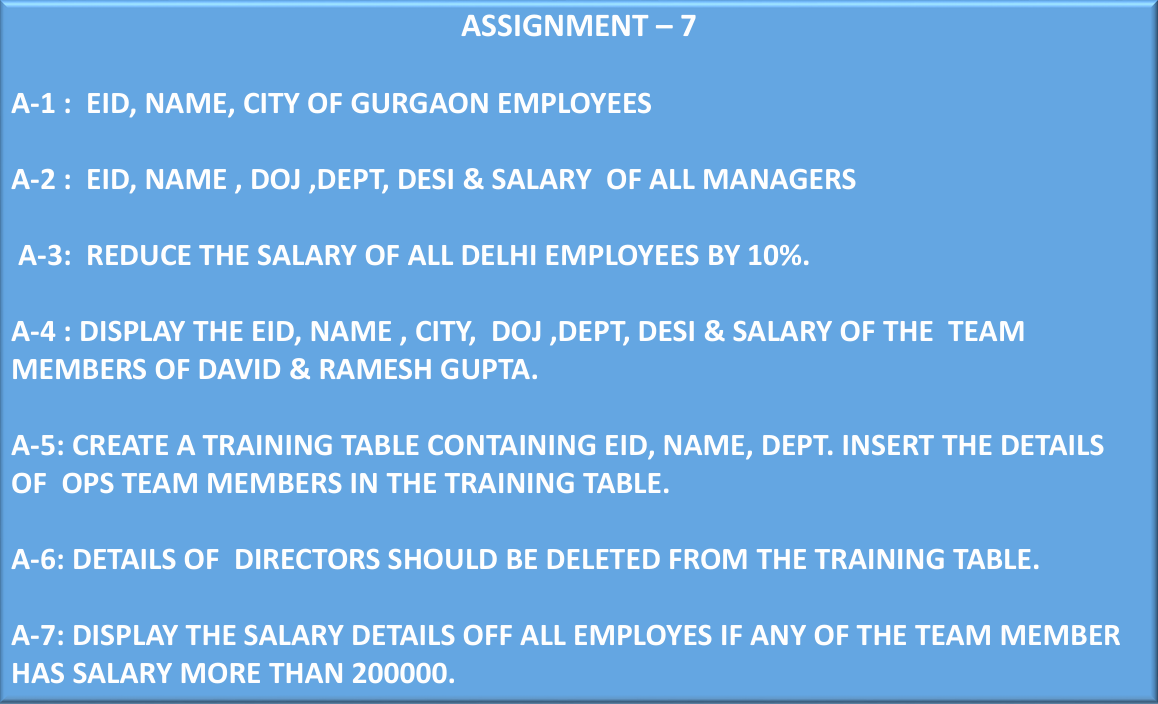 ASSIGNMENT – 7
A-1 :  EID, NAME, CITY OF GURGAON EMPLOYEES
A-2 :  EID, NAME , DOJ ,DEPT, DESI & SALARY  OF ALL MANAGERS
A-3:  REDUCE THE SALARY OF ALL DELHI EMPLOYEES BY 10%.
A-4 : DISPLAY THE EID, NAME , CITY,  DOJ ,DEPT, DESI & SALARY OF THE  TEAM
MEMBERS OF DAVID & RAMESH GUPTA.
A-5: CREATE A TRAINING TABLE CONTAINING EID, NAME, DEPT. INSERT THE DETAILS
OF  OPS TEAM MEMBERS IN THE TRAINING TABLE.
A-6: DETAILS OF  DIRECTORS SHOULD BE DELETED FROM THE TRAINING TABLE.
A-7: DISPLAY THE SALARY DETAILS OFF ALL EMPLOYES IF ANY OF THE TEAM MEMBER
HAS SALARY MORE THAN 200000.